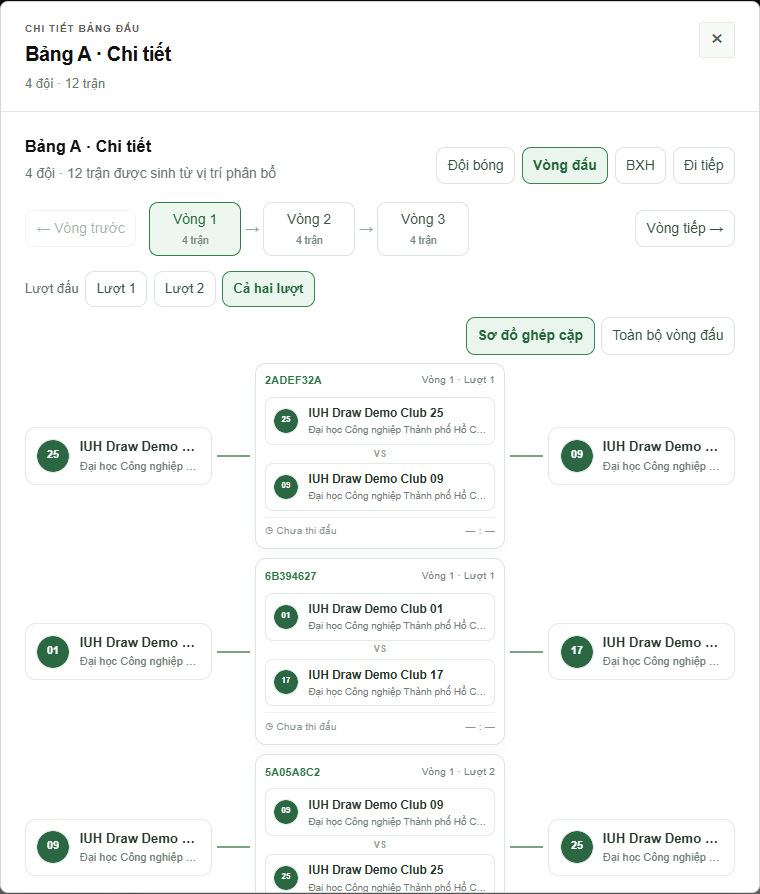 CHI TIẾT BẢNG ĐẤU
Bảng A · Chi tiết
4 đội · 12 trận
×
Bảng A · Chi tiết
4 đội · 12 trận được sinh từ vị trí phân bổ
Đội bóng
Vòng đấu
BXH
Đi tiếp
← Vòng trước
Vòng 1
4 trận
→
Vòng 2
4 trận
→
Vòng 3
4 trận
Vòng tiếp →
Lượt đấu
Lượt 1
Lượt 2
Cả hai lượt
Sơ đồ ghép cặp
Toàn bộ vòng đấu
25
IUH Draw Demo ...
Đại học Công nghiệp ...
2ADEF32A
Vòng 1 · Lượt 1
25
IUH Draw Demo Club 25
Đại học Công nghiệp Thành phố Hồ C...
VS
09
IUH Draw Demo Club 09
Đại học Công nghiệp Thành phố Hồ C...
Chưa thi đấu
— : —
09
IUH Draw Demo ...
Đại học Công nghiệp ...
01
IUH Draw Demo ...
Đại học Công nghiệp ...
6B394627
Vòng 1 · Lượt 1
01
IUH Draw Demo Club 01
Đại học Công nghiệp Thành phố Hồ C...
VS
17
IUH Draw Demo Club 17
Đại học Công nghiệp Thành phố Hồ C...
Chưa thi đấu
— : —
17
IUH Draw Demo ...
Đại học Công nghiệp ...
09
IUH Draw Demo ...
Đại học Công nghiệp ...
5A05A8C2
Vòng 1 · Lượt 2
09
IUH Draw Demo Club 09
Đại học Công nghiệp Thành phố Hồ C...
VS
25
IUH Draw Demo Club 25
Đại học Công nghiệp Thành phố Hồ C...
25
IUH Draw Demo ...
Đại học Công nghiệp ...